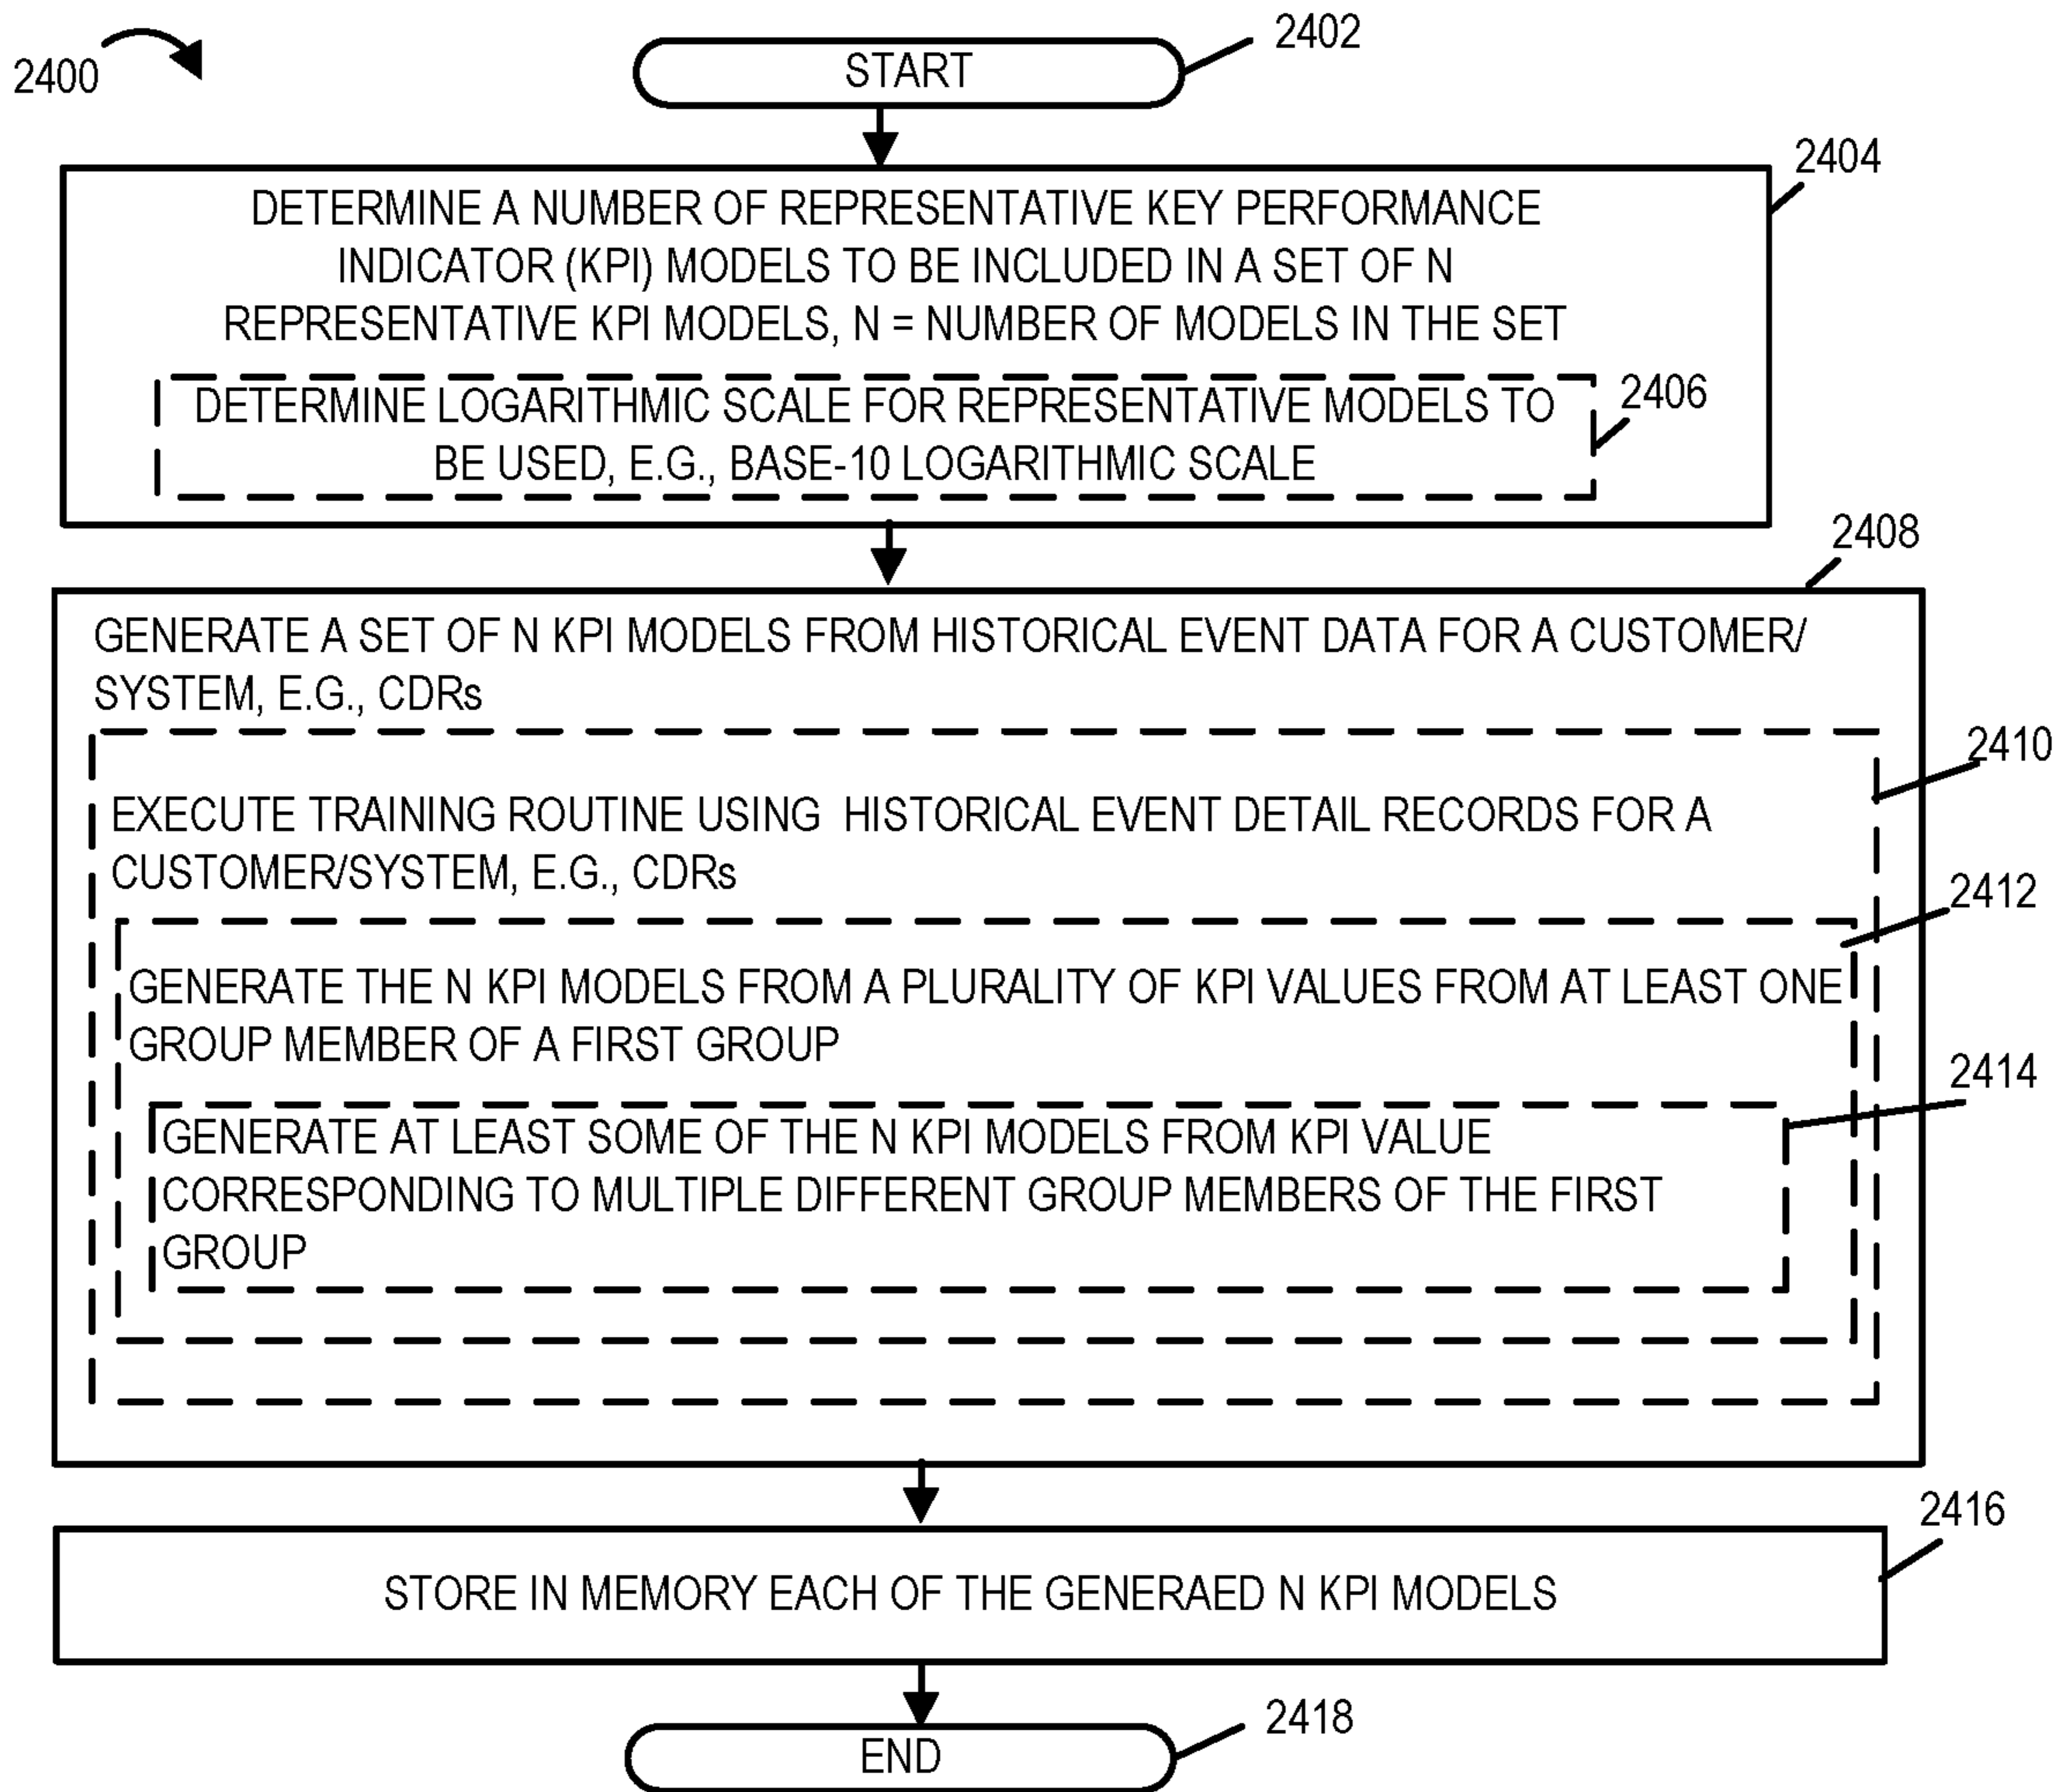 2400
START
2402
2404
DETERMINE A NUMBER OF REPRESENTATIVE KEY PERFORMANCE
INDICATOR (KPI) MODELS TO BE INCLUDED IN A SET OF N
REPRESENTATIVE KPI MODELS, N = NUMBER OF MODELS IN THE SET
2406
DETERMINE LOGARITHMIC SCALE FOR REPRESENTATIVE MODELS TO
BE USED, E.G., BASE-10 LOGARITHMIC SCALE
2408
GENERATE A SET OF N KPI MODELS FROM HISTORICAL EVENT DATA FOR A CUSTOMER/
SYSTEM, E.G., CDRs
2410
EXECUTE TRAINING ROUTINE USING HISTORICAL EVENT DETAIL RECORDS FOR A
CUSTOMER/SYSTEM, E.G., CDRs
2412
GENERATE THE N KPI MODELS FROM A PLURALITY OF KPI VALUES FROM AT LEAST ONE
GROUP MEMBER OF A FIRST GROUP
2414
GENERATE AT LEAST SOME OF THE N KPI MODELS FROM KPI VALUE
CORRESPONDING TO MULTIPLE DIFFERENT GROUP MEMBERS OF THE FIRST
GROUP
2416
STORE IN MEMORY EACH OF THE GENERAED N KPI MODELS
2418
END